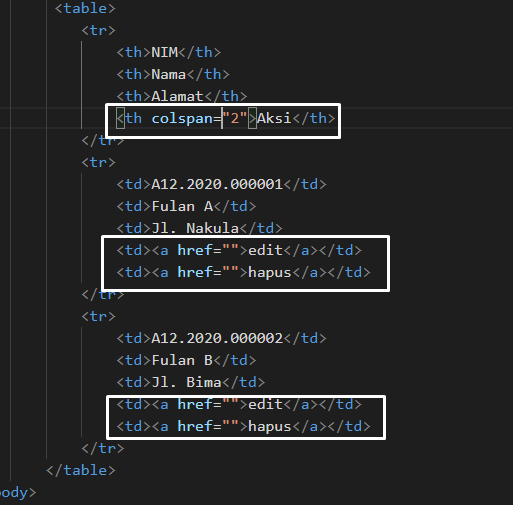 <table>
<tr>
<th>NIM</th>
<th>Nama</th>
<th>Alamat</th>
<th colspan="2">Aksi</th>
</tr>
<tr>
<td>A12.2020.000001</td>
<td>Fulan A</td>
<td>Jl. Nakula</td>
<td><a href="">edit</a></td>
<td><a href="">hapus</a></td>
</tr>
<tr>
<td>A12.2020.000002</td>
<td>Fulan B</td>
<td>Jl. Bima</td>
<td><a href="">edit</a></td>
<td><a href="">hapus</a></td>
</tr>
</table>
ody>